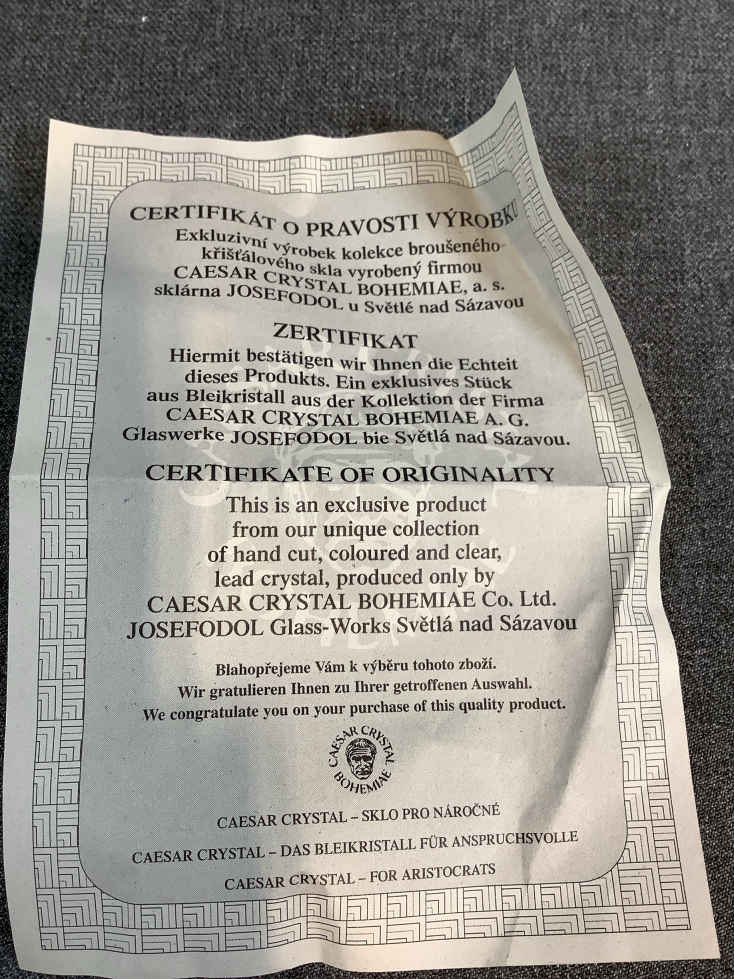 CERTIFIKÁT O PRAVOSTI VÝROBKU
Exkluzivní výrobek kolekce broušeného
křišťálového skla vyrobený firmou
CAESAR CRYSTAL BOHEMIAE, a. s.
sklárna JOSEFODOL u Světlé nad Sázavou
ZERTIFIKAT
Hiermit bestätigen wir Ihnen die Echteit
dieses Produkts. Ein exklusives Stück
aus Bleikristall aus der Kollektion der Firma
CAESAR CRYSTAL BOHEMIAE A. G.
Glaswerke JOSEFODOL bie Světlá nad Sázavou.
CERTIFIKATE OF ORIGINALITY
This is an exclusive product
from our unique collection
of hand cut, coloured and clear,
lead crystal, produced only by
CAESAR CRYSTAL BOHEMIAE Co. Ltd.
JOSEFODOL Glass-Works Světlá nad Sázavou
Blahopřejeme Vám k výběru tohoto zboží.
Wir gratulieren Ihnen zu Ihrer getroffenen Auswahl.
We congratulate you on your purchase of this quality product.
CAESAR CRYSTAL
BOHEMIAE
CAESAR CRYSTAL – SKLO PRO NÁROČNÉ
CAESAR CRYSTAL – DAS BLEIKRISTALL FÜR ANSPRUCHSVOLLE
CAESAR CRYSTAL – FOR ARISTOCRATS